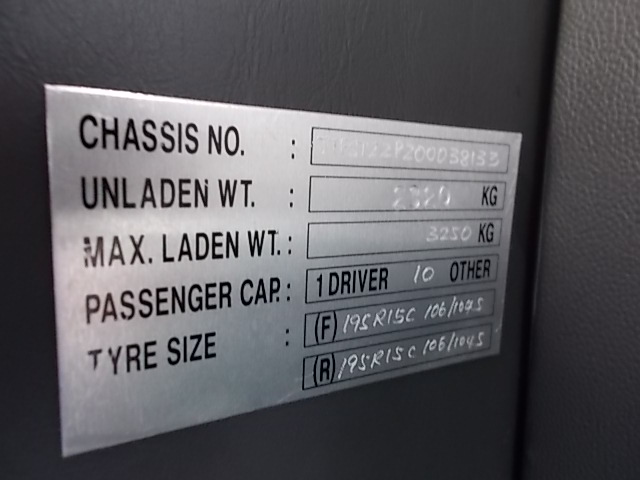 CHASSIS NO. :
UNLADEN WT. : 2320 KG
MAX. LADEN WT. : 3250 KG
PASSENGER CAP. : 1 DRIVER 10 OTHER
TYRE SIZE : (F) 195R15C 106/104S
(R) 195R15C 106/104S